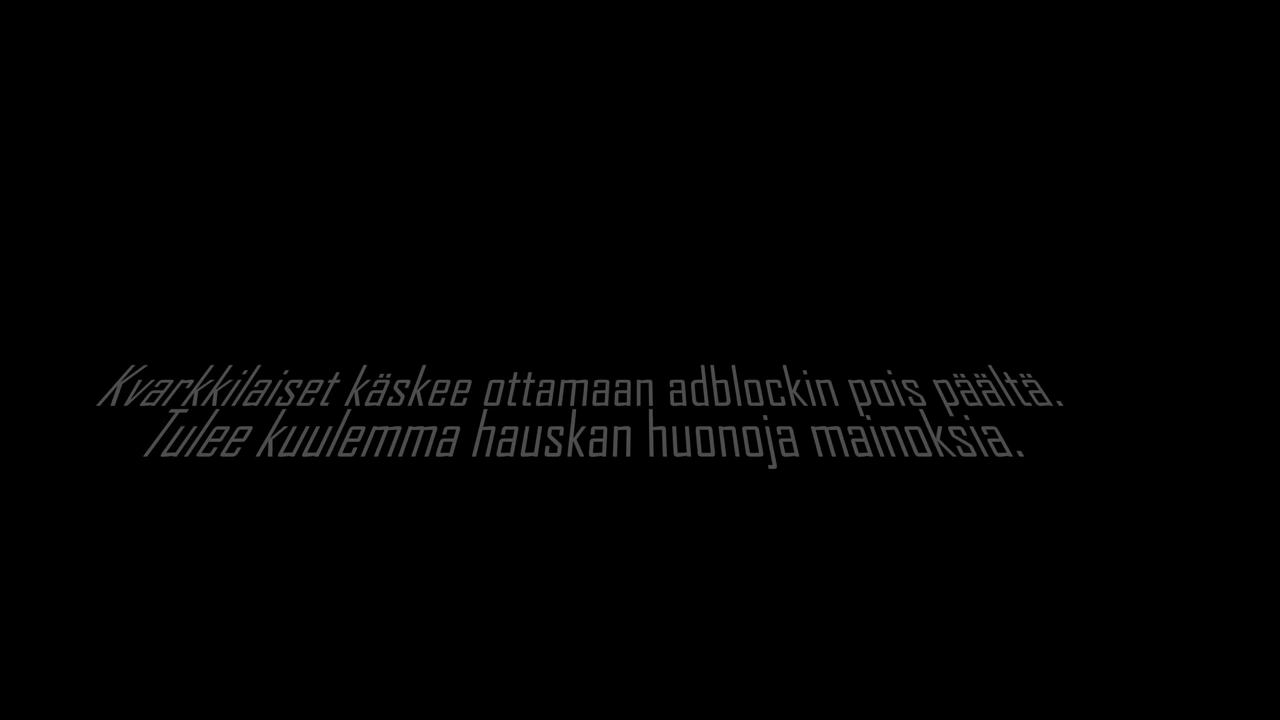 Kvarkkilaiset käskee ottamaan adblockin pois päältä.
Tulee kuulemma hauskan huonoja mainoksia.